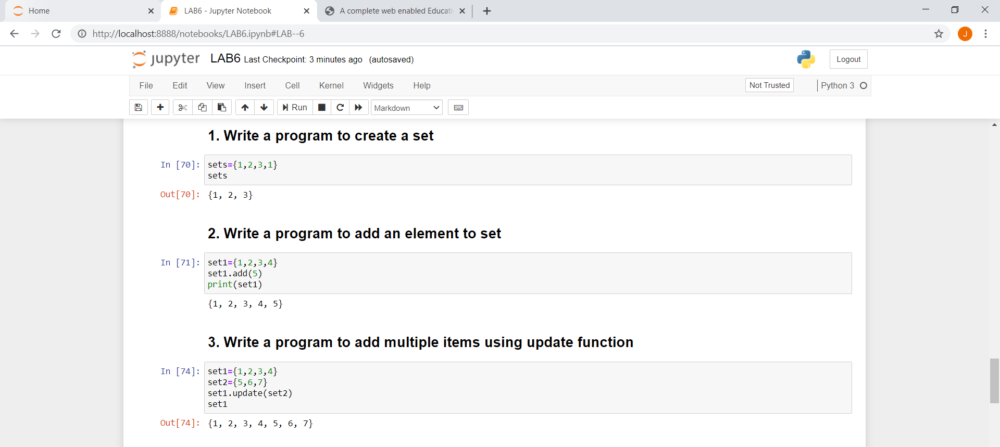 Home
LAB6 - Jupyter Notebook
A complete web enabled Educati
http://localhost:8888/notebooks/LAB6.ipynb#LAB--6
J
jupyter LAB6 Last Checkpoint: 3 minutes ago (autosaved)
Logout
File Edit View Insert Cell Kernel Widgets Help
Not Trusted
Python 3
Run
Markdown
1. Write a program to create a set
In [70]: sets={1,2,3,1}
sets
Out[70]: {1, 2, 3}
2. Write a program to add an element to set
In [71]: set1={1,2,3,4}
set1.add(5)
print(set1)
{1, 2, 3, 4, 5}
3. Write a program to add multiple items using update function
In [74]: set1={1,2,3,4}
set2={5,6,7}
set1.update(set2)
set1
Out[74]: {1, 2, 3, 4, 5, 6, 7}